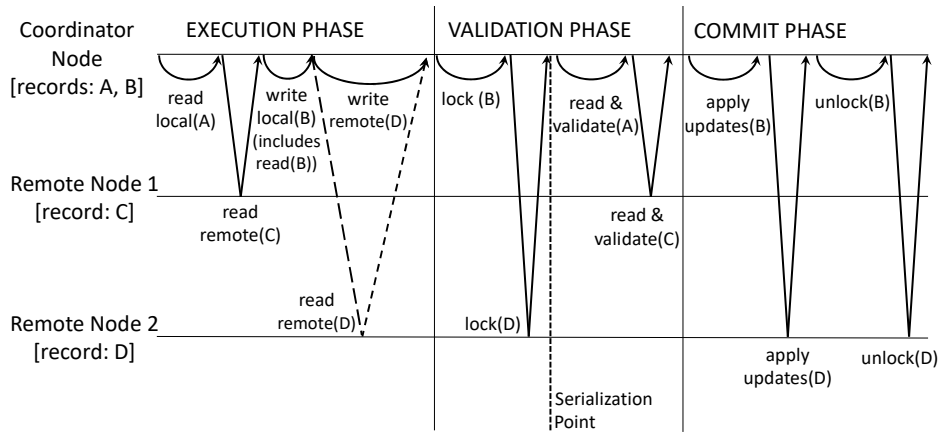 Coordinator
Node
[records: A, B]
EXECUTION PHASE
VALIDATION PHASE
COMMIT PHASE
read
local(A)
write
local(B)
(includes
read(B))
write
remote(D)
lock (B)
read &
validate(A)
apply
updates(B)
unlock(B)
Remote Node 1
[record: C]
read
remote(C)
read &
validate(C)
Remote Node 2
[record: D]
read
remote(D)
lock(D)
apply
updates(D)
unlock(D)
Serialization
Point